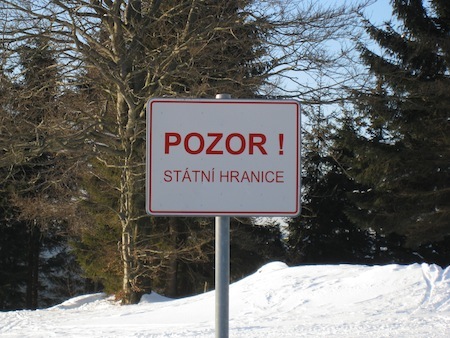 POZOR !
STÁTNÍ HRANICE